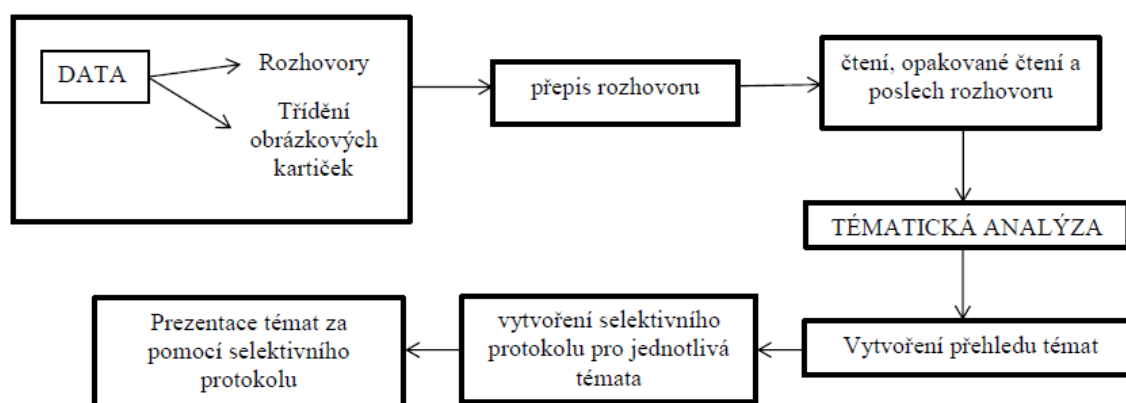 DATA
Rozhovory
Třídění
obrázkových
kartiček
přepis rozhovoru
čtení, opakované čtení a
poslech rozhovoru
TÉMATICKÁ ANALÝZA
Vytvoření přehledu témat
vytvoření selektivního
protokolu pro jednotlivá
témata
Prezentace témat za
pomocí selektivního
protokolu